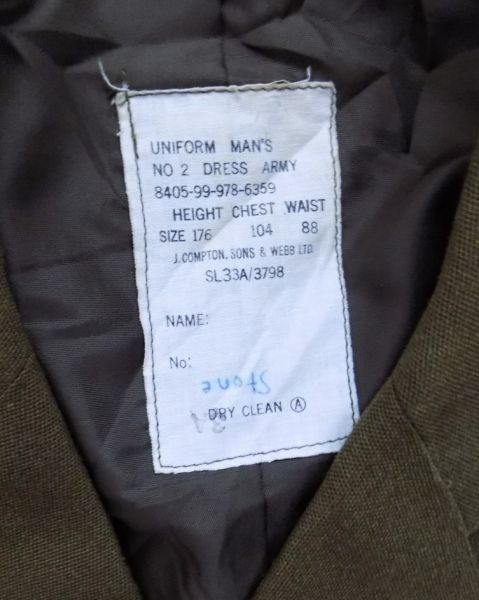 UNIFORM MAN'S
NO 2 DRESS ARMY
8405-99-978-6359
HEIGHT CHEST WAIST
SIZE 176 104 88
J. COMPTON, SONS & WEBB LTD.
SL33A/3798
NAME:
No:
Stone
DRY CLEAN Ⓐ